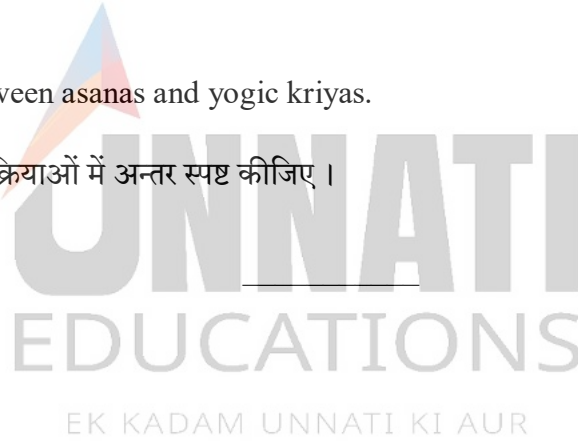 ween asanas and yogic kriyas.
क्रियाओं में अन्तर स्पष्ट कीजिए ।
UNNATI
EDUCATIONS
EK KADAM UNNATI KI AUR